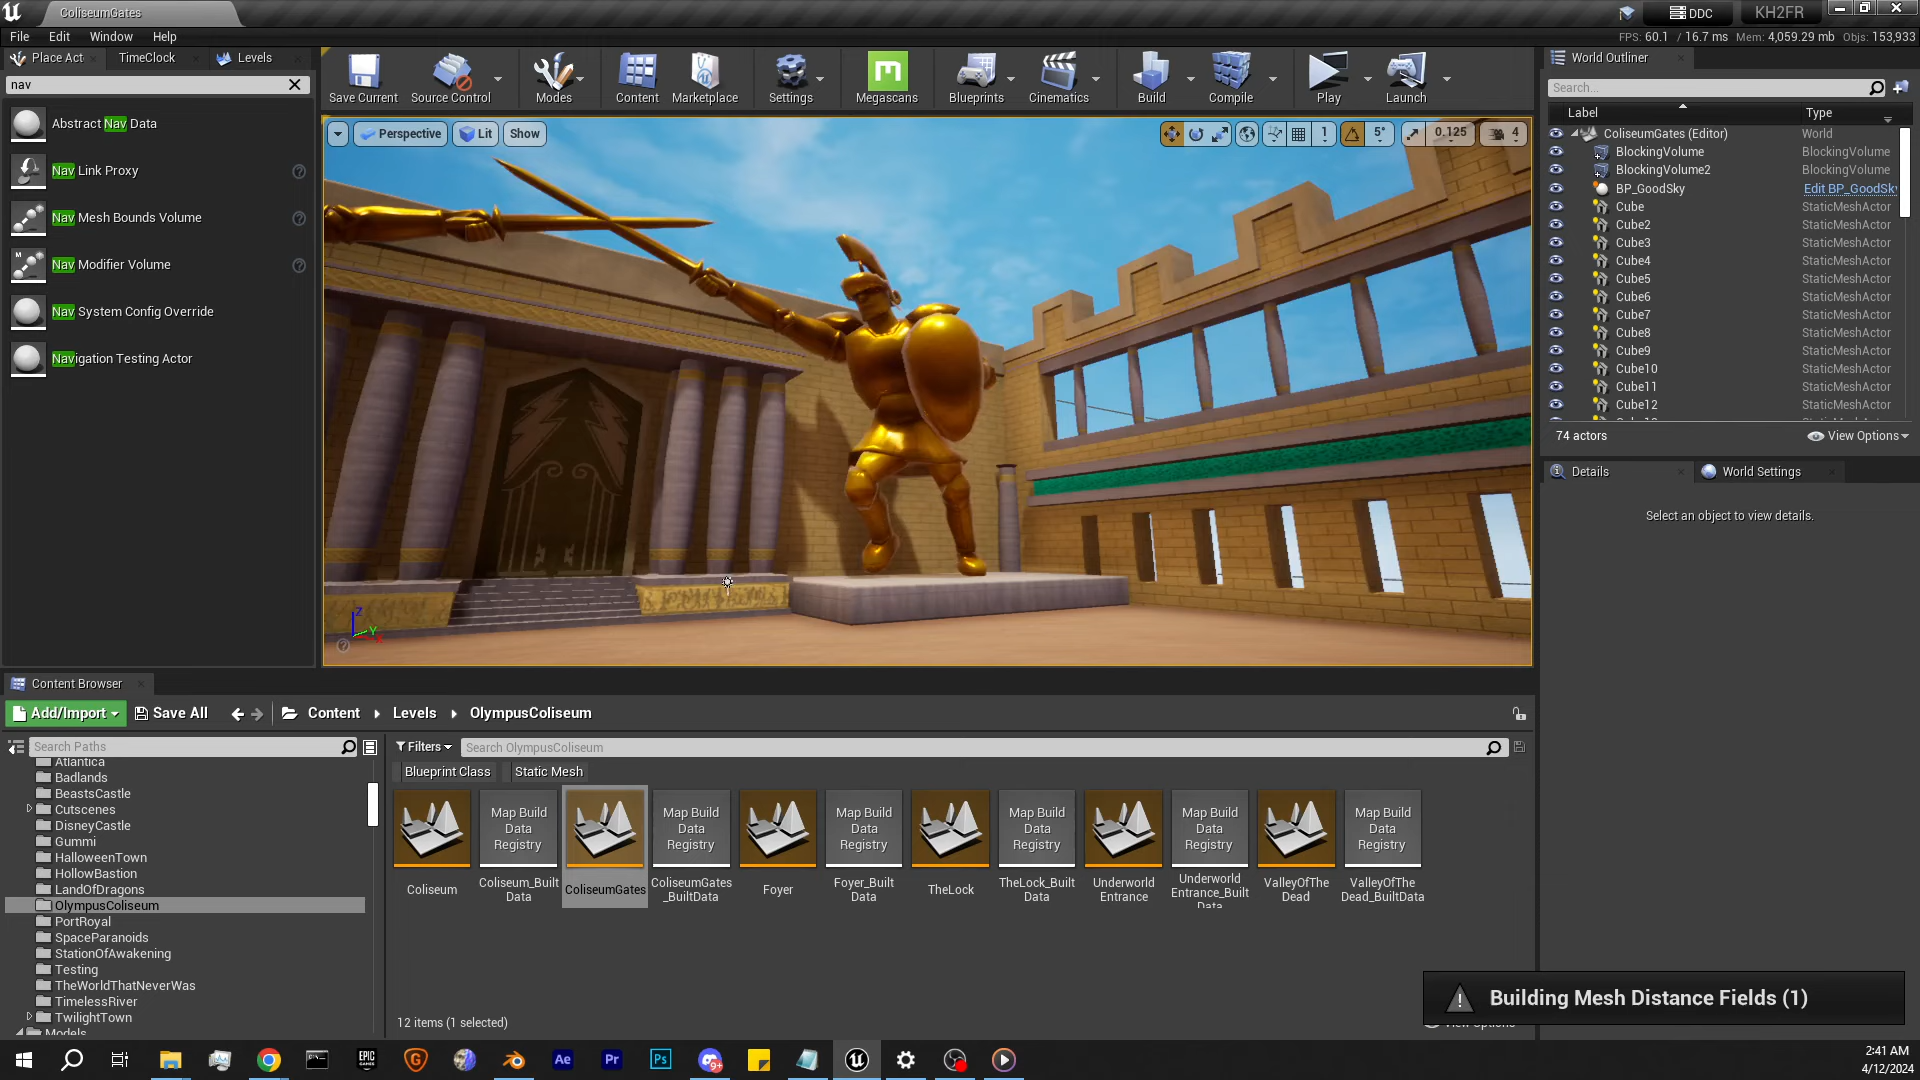 ColiseumGates
DDC
KH2FR
File Edit Window Help
FPS: 60.1 / 16.7 ms Mem: 4,059.29 mb Objs: 153,933
Place Act
TimeClock
Levels
nav
Abstract Nav Data
Nav Link Proxy
Nav Mesh Bounds Volume
Nav Modifier Volume
Nav System Config Override
Navigation Testing Actor
Save Current
Source Control
Modes
Content
Marketplace
Settings
Megascans
Blueprints
Cinematics
Build
Compile
Play
Launch
Perspective
Lit
Show
1
5°
0.125
4
World Outliner
Search...
Label Type
ColiseumGates (Editor) World
BlockingVolume BlockingVolume
BlockingVolume2 BlockingVolume
BP_GoodSky Edit BP_GoodSky
Cube StaticMeshActor
Cube2 StaticMeshActor
Cube3 StaticMeshActor
Cube4 StaticMeshActor
Cube5 StaticMeshActor
Cube6 StaticMeshActor
Cube7 StaticMeshActor
Cube8 StaticMeshActor
Cube9 StaticMeshActor
Cube10 StaticMeshActor
Cube11 StaticMeshActor
Cube12 StaticMeshActor
74 actors
View Options
Details
World Settings
Select an object to view details.
Content Browser
Add/Import
Save All
Content
Levels
OlympusColiseum
Search Paths
Filters
Search OlympusColiseum
Blueprint Class
Static Mesh
Atlantica
Badlands
BeastsCastle
Cutscenes
DisneyCastle
Gummi
HalloweenTown
HollowBastion
LandOfDragons
OlympusColiseum
PortRoyal
SpaceParanoids
StationOfAwakening
Testing
TheWorldThatNeverWas
TimelessRiver
TwilightTown
Models
Coliseum
Map Build
Data
Registry
Coliseum_Built
Data
ColiseumGates
Map Build
Data
Registry
ColiseumGates
_BuiltData
Foyer
Map Build
Data
Registry
Foyer_Built
Data
TheLock
Map Build
Data
Registry
TheLock_Built
Data
Underworld
Entrance
Map Build
Data
Registry
Underworld
Entrance_Built
Data
ValleyOfThe
Dead
Map Build
Data
Registry
ValleyOfThe
Dead_BuiltData
12 items (1 selected)
View Options
Building Mesh Distance Fields (1)
EPIC
GAMES
Ae
Pr
Ps
9+
2:41 AM
4/12/2024